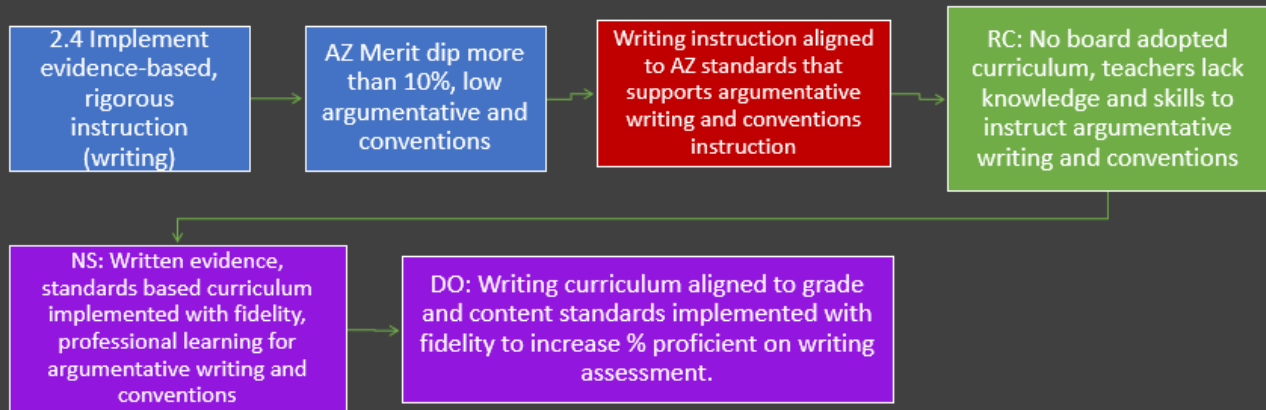 2.4 Implement
evidence-based,
rigorous
instruction
(writing)
AZ Merit dip more
than 10%, low
argumentative and
conventions
Writing instruction aligned
to AZ standards that
supports argumentative
writing and conventions
instruction
RC: No board adopted
curriculum, teachers lack
knowledge and skills to
instruct argumentative
writing and conventions
NS: Written evidence,
standards based curriculum
implemented with fidelity,
professional learning for
argumentative writing and
conventions
DO: Writing curriculum aligned to grade
and content standards implemented with
fidelity to increase % proficient on writing
assessment.